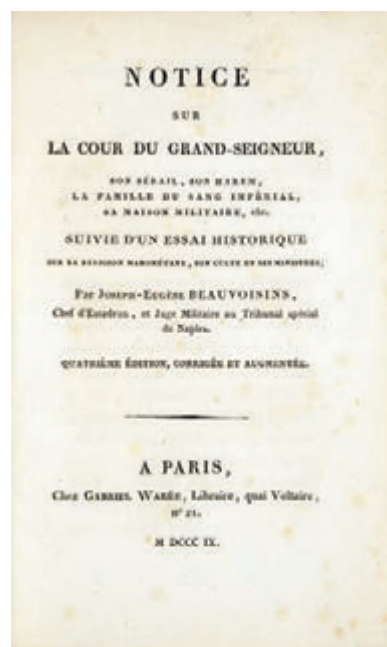 NOTICE
SUR
LA COUR DU GRAND-SEIGNEUR,
SON SÉRAIL, SON HAREM,
LA FAMILLE DU SANG IMPÉRIAL,
SA MAISON MILITAIRE, etc.
SUIVIE D'UN ESSAI HISTORIQUE
SUR LA RELIGION MAHOMÉTANE, SON CULTE ET SES MINISTRES;
Par JOSEPH-EUGÈNE BEAUVOISINS,
Chef d'Escadron, et Juge Militaire au Tribunal spécial
de Naples.
QUATRIÈME ÉDITION, CORRIGÉE ET AUGMENTÉE.
A PARIS,
Chez GABRIEL WARÉE, Libraire, quai Voltaire,
N° 21.
M DCCC IX.